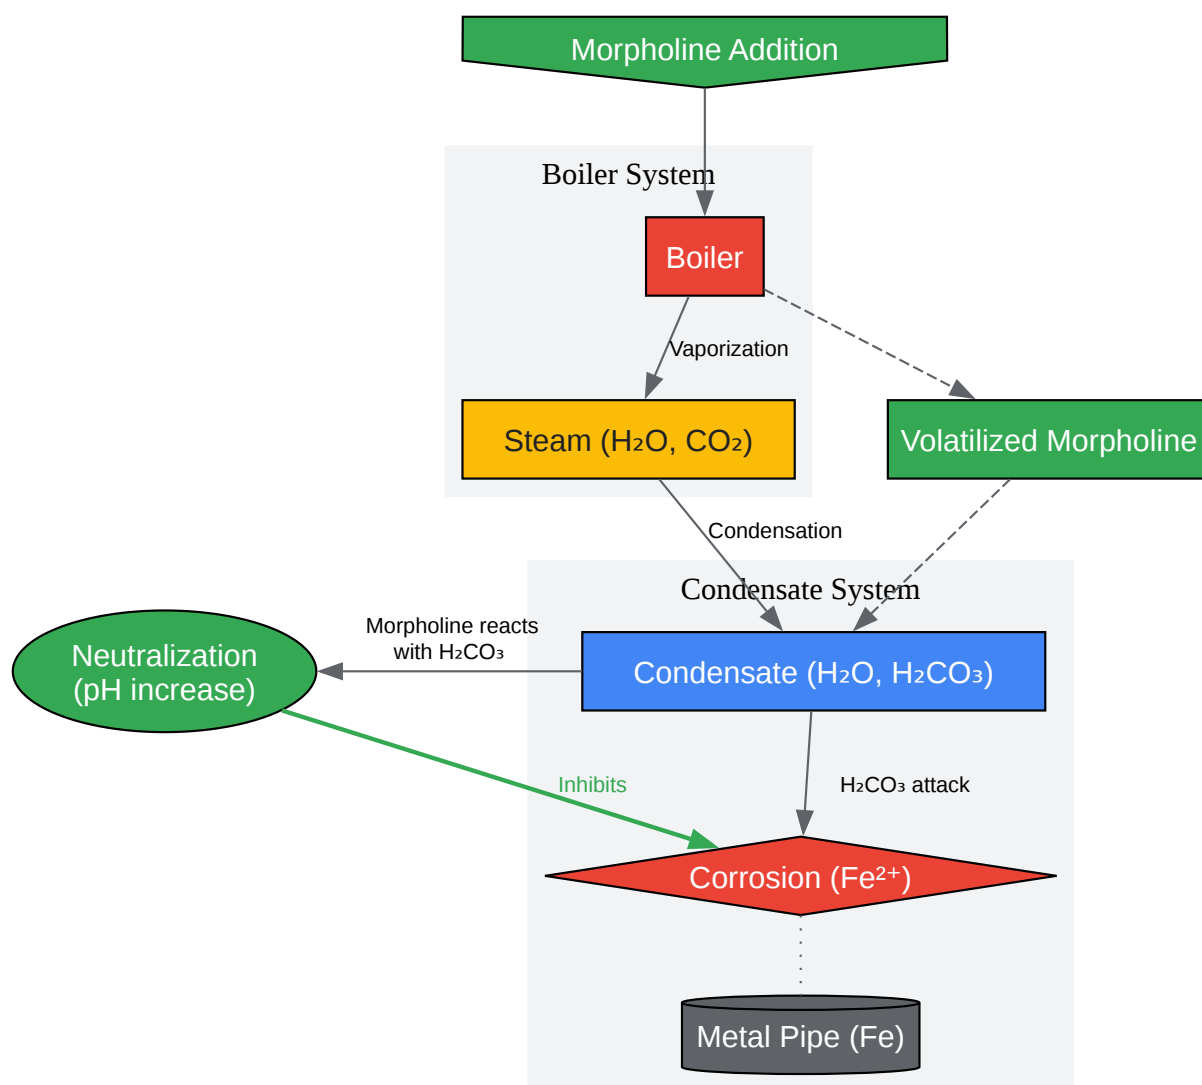 Morpholine Addition
Boiler System
Boiler
Vaporization
Steam (H₂O, CO₂)
Volatilized Morpholine
Condensation
Condensate System
Morpholine reacts
with H₂CO₃
Neutralization
(pH increase)
Condensate (H₂O, H₂CO₃)
Inhibits
H₂CO₃ attack
Corrosion (Fe²⁺)
Metal Pipe (Fe)